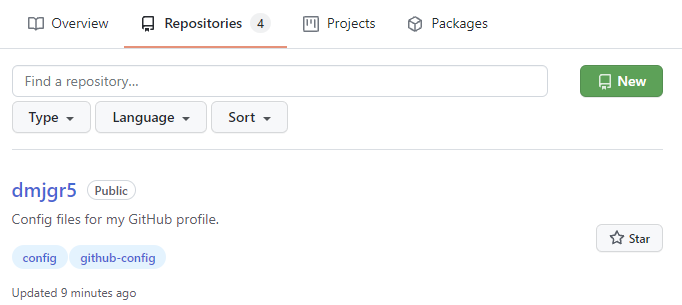 Overview Repositories 4 Projects Packages
Find a repository... New
Type Language Sort
dmjgr5 Public
Config files for my GitHub profile.
Star
config github-config
Updated 9 minutes ago